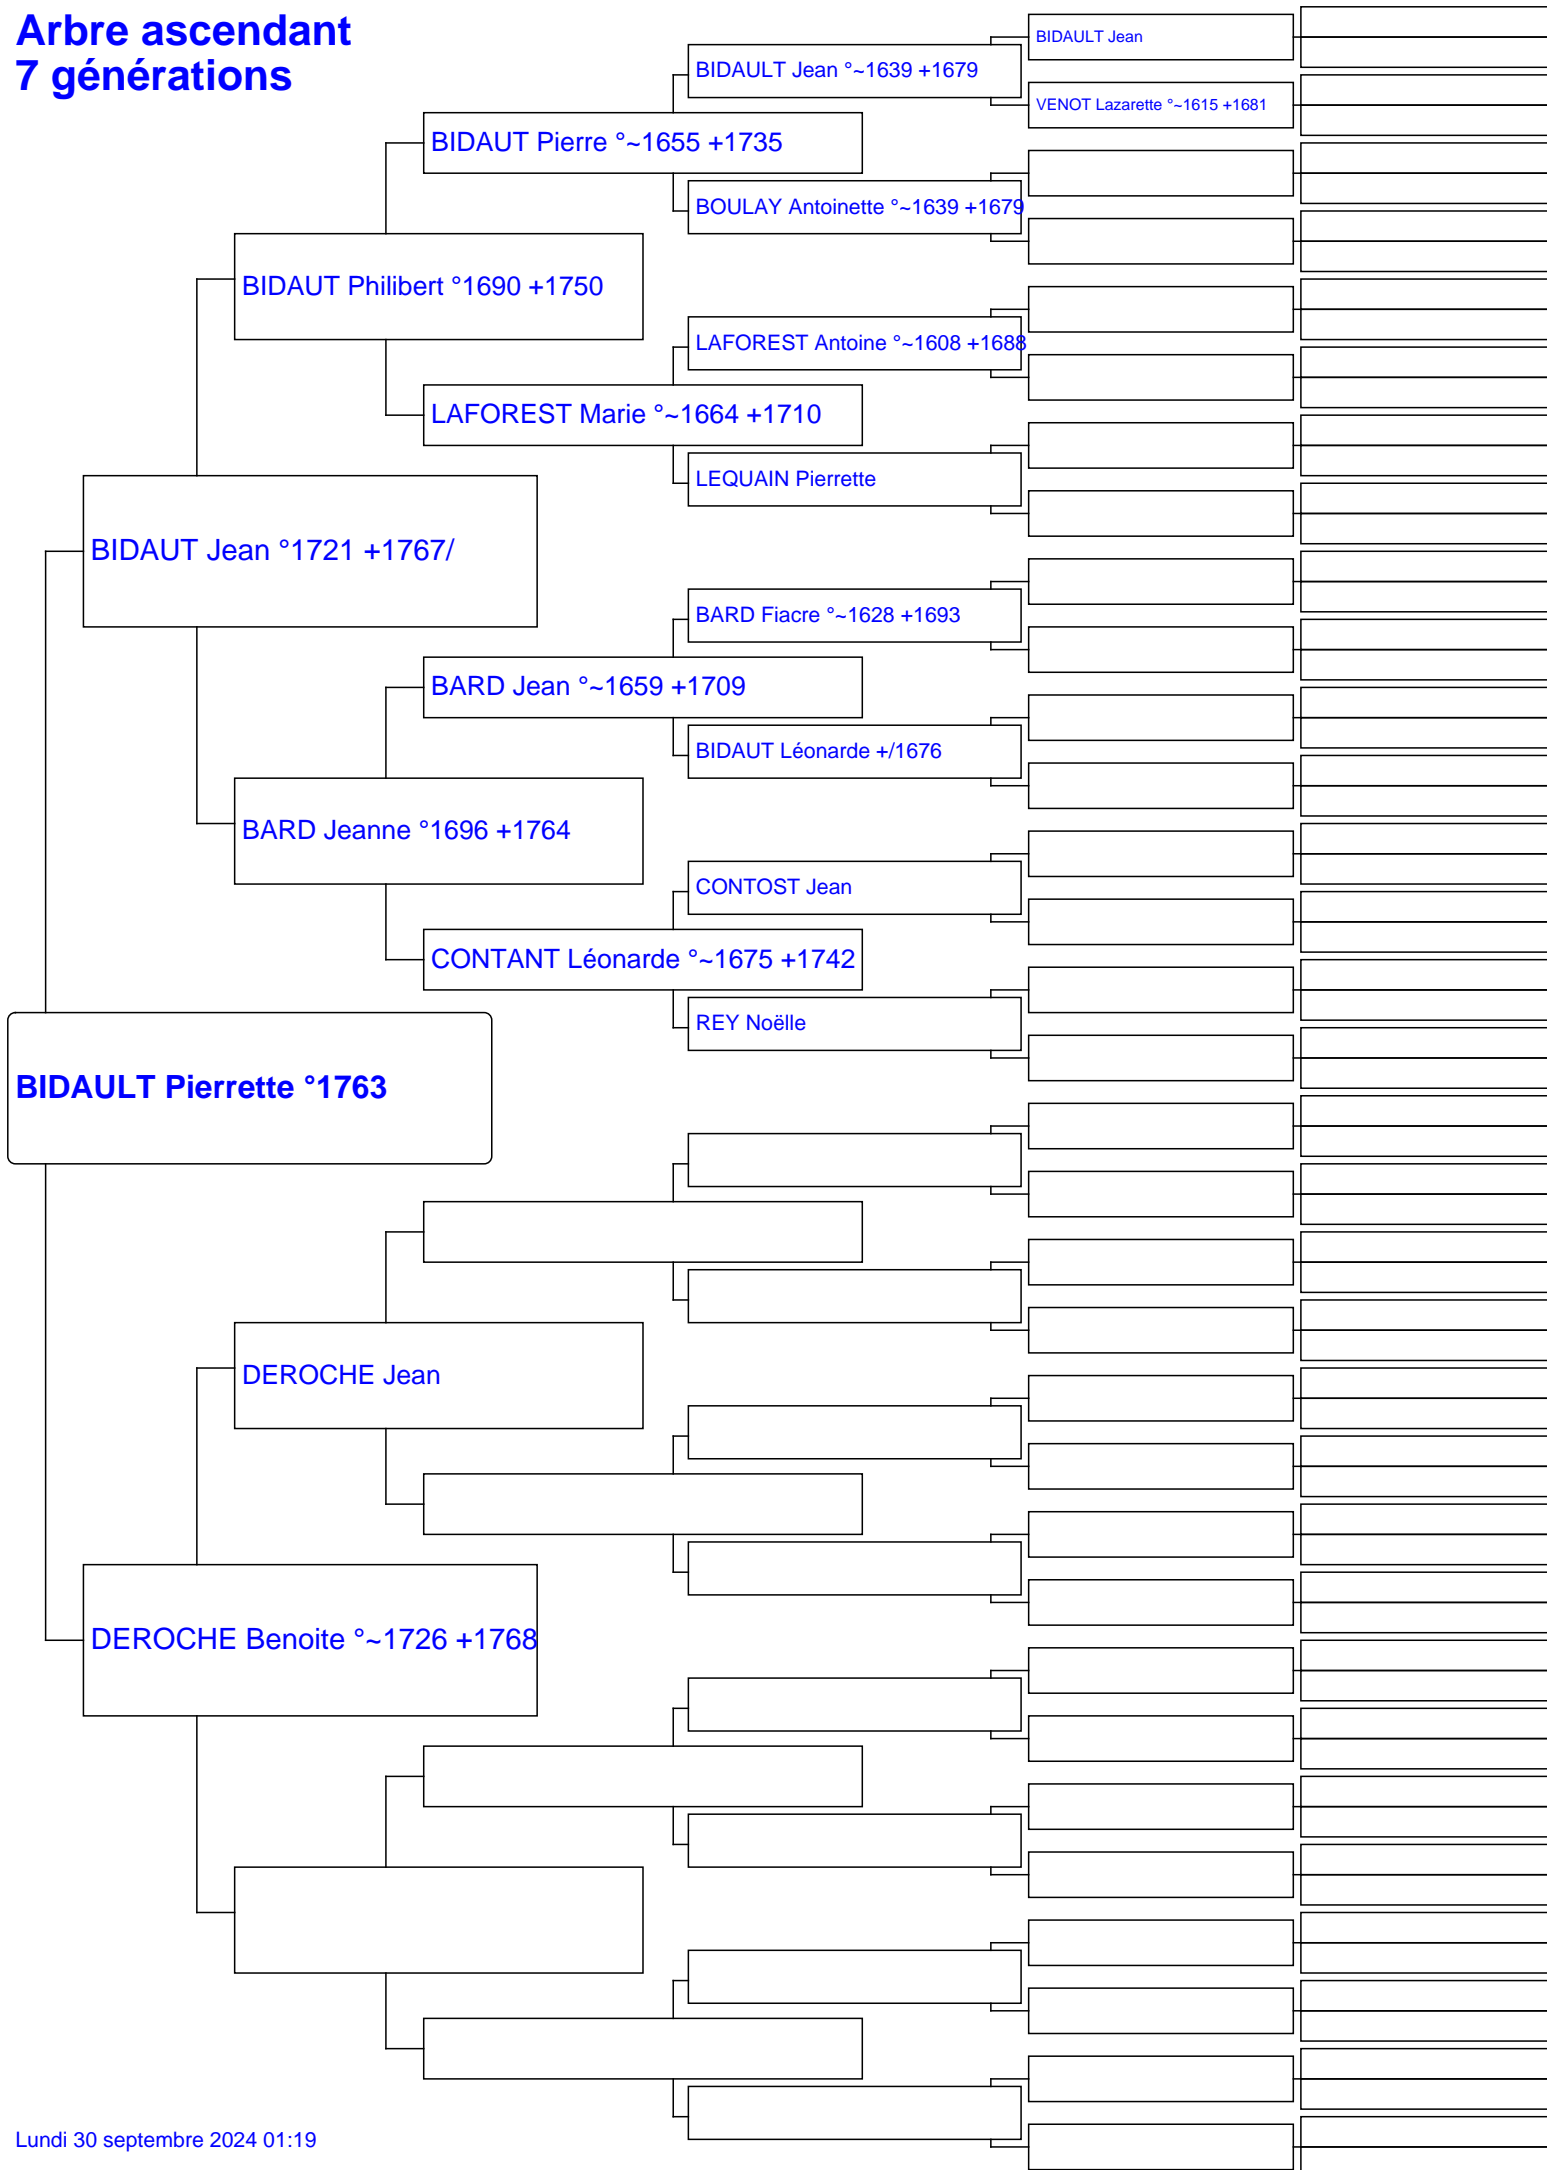 Arbre ascendant
7 générations
BIDAULT Jean
BIDAULT Jean °~1639 +1679
VENOT Lazarette °~1615 +1681
BIDAUT Pierre °~1655 +1735
BOULAY Antoinette °~1639 +1679
BIDAUT Philibert °1690 +1750
LAFOREST Antoine °~1608 +1688
LAFOREST Marie °~1664 +1710
LEQUAIN Pierrette
BIDAUT Jean °1721 +1767/
BARD Fiacre °~1628 +1693
BARD Jean °~1659 +1709
BIDAUT Léonarde +/1676
BARD Jeanne °1696 +1764
CONTOST Jean
CONTANT Léonarde °~1675 +1742
REY Noëlle
BIDAULT Pierrette °1763
DEROCHE Jean
DEROCHE Benoite °~1726 +1768
Lundi 30 septembre 2024 01:19